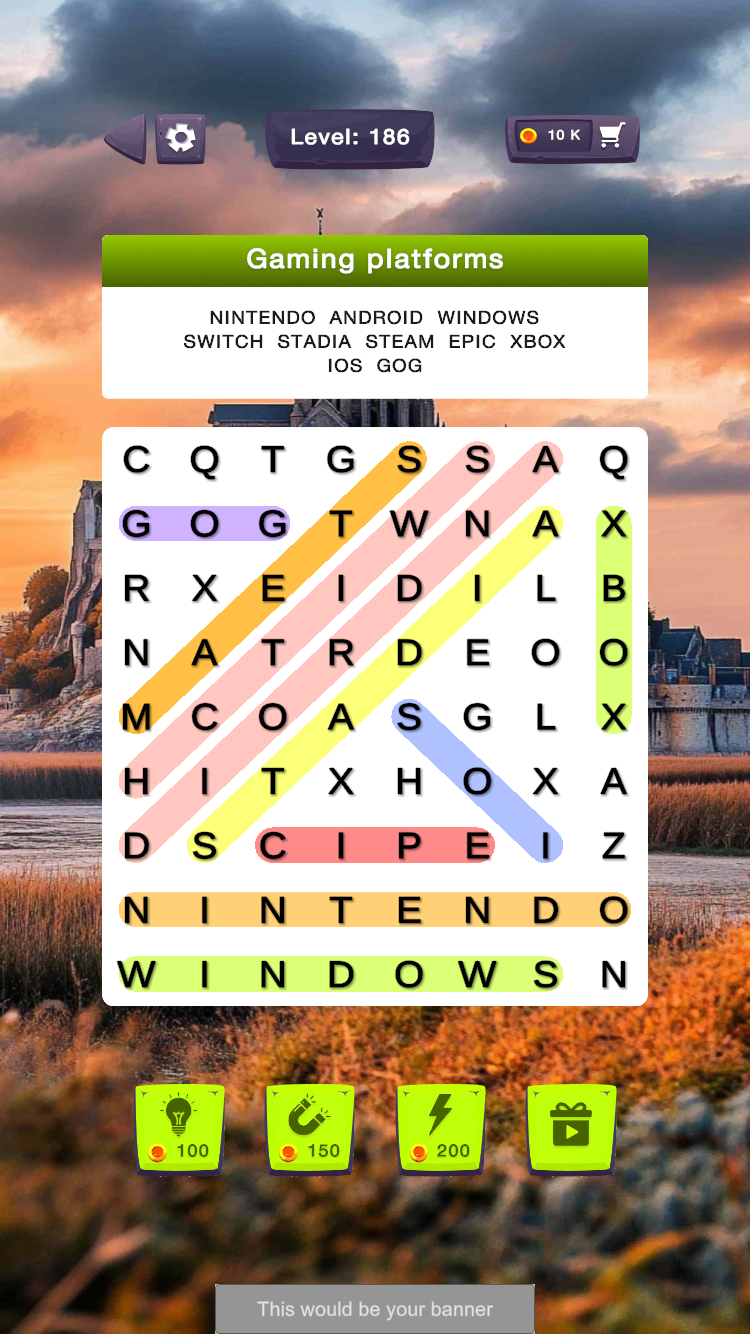 Level: 186
10 K
Gaming platforms
NINTENDO ANDROID WINDOWS
SWITCH STADIA STEAM EPIC XBOX
IOS GOG
C Q T G S S A Q
G O G T W N A X
R X E I D I L B
N A T R D E O O
M C O A S G L X
H I T X H O X A
D S C I P E I Z
N I N T E N D O
W I N D O W S N
100 150 200
This would be your banner